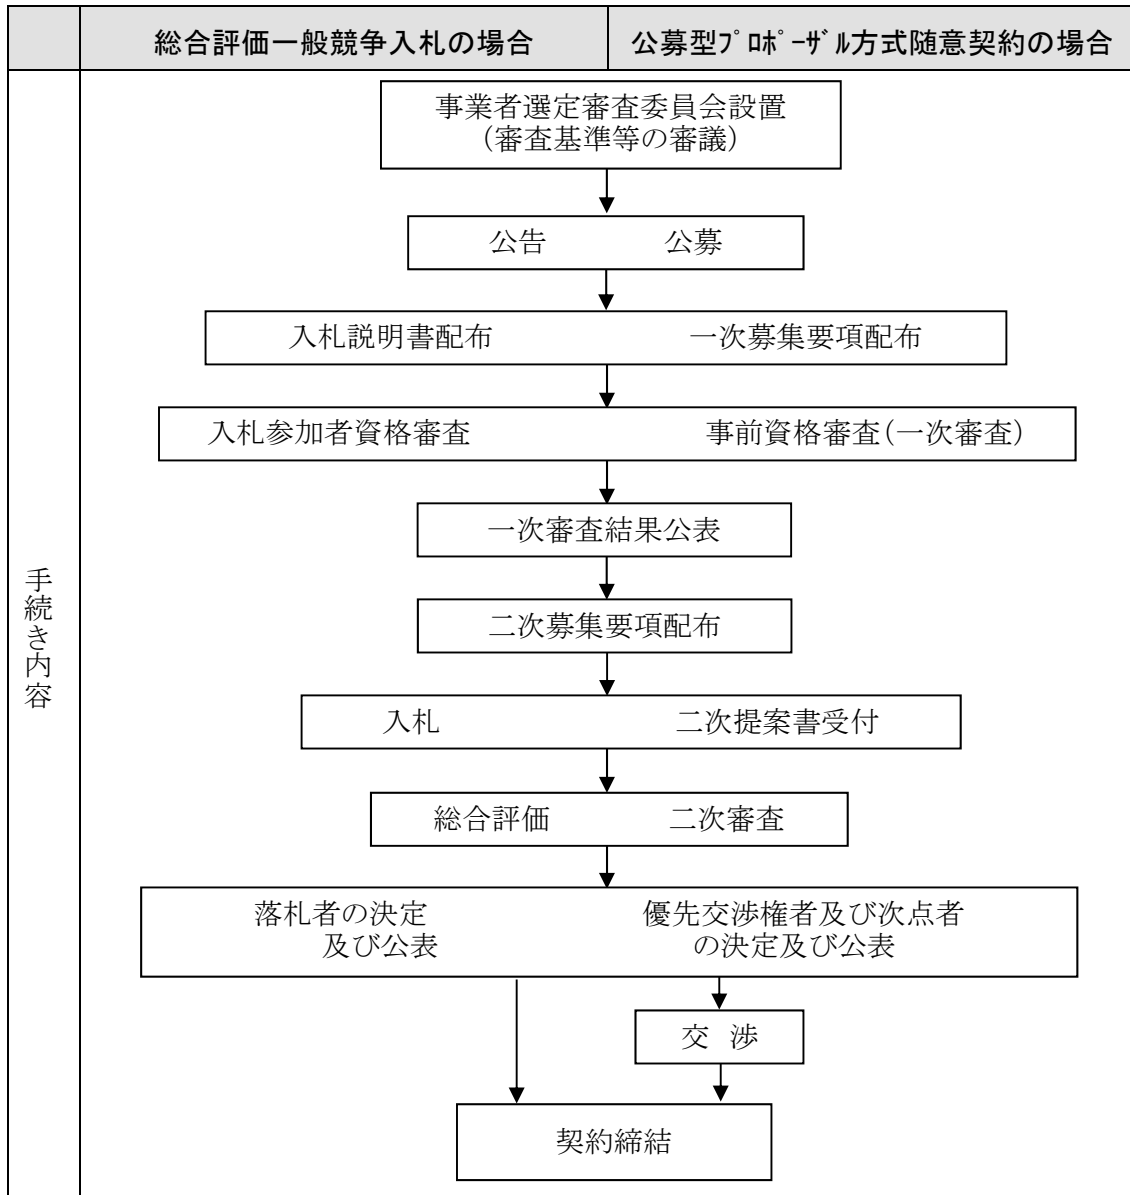 総合評価一般競争入札の場合
公募型ﾌﾟﾛﾎﾟｰｻﾞﾙ方式随意契約の場合
手続き内容
事業者選定審査委員会設置
(審査基準等の審議)
公告 公募
入札説明書配布 一次募集要項配布
入札参加者資格審査 事前資格審査(一次審査)
一次審査結果公表
二次募集要項配布
入札 二次提案書受付
総合評価 二次審査
落札者の決定
及び公表
優先交渉権者及び次点者
の決定及び公表
交 渉
契約締結